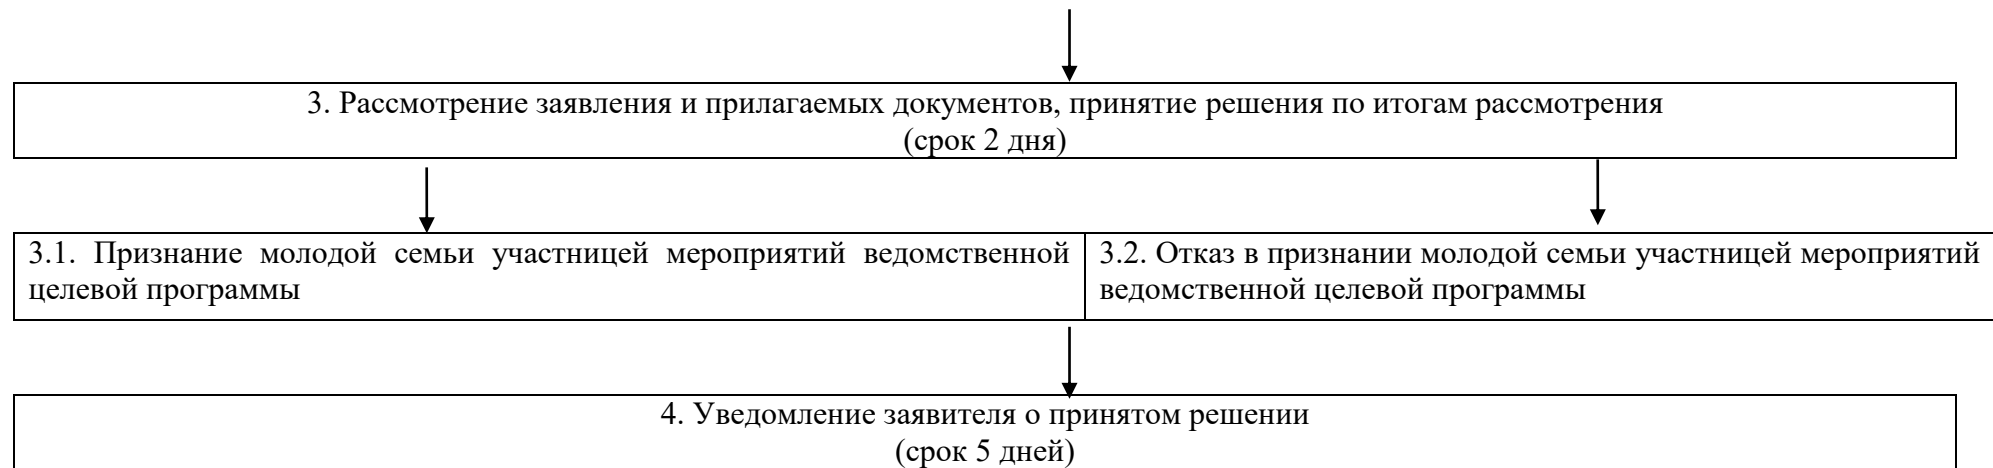 3. Рассмотрение заявления и прилагаемых документов, принятие решения по итогам рассмотрения
(срок 2 дня)
3.1. Признание молодой семьи участницей мероприятий ведомственной
целевой программы
3.2. Отказ в признании молодой семьи участницей мероприятий
ведомственной целевой программы
4. Уведомление заявителя о принятом решении
(срок 5 дней)